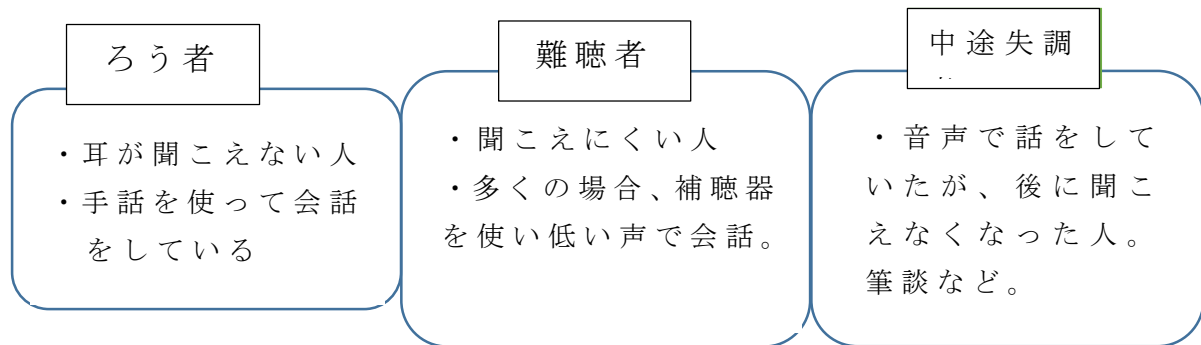 ろう者
・耳が聞こえない人
・手話を使って会話
をしている
難聴者
・聞こえにくい人
・多くの場合、補聴器
を使い低い声で会話。
中途失調
・音声で話をして
いたが、後に聞こ
えなくなった人。
筆談など。